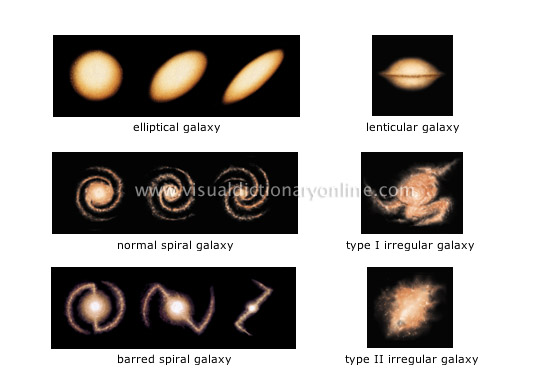 elliptical galaxy
lenticular galaxy
www.visualdictionaryonline.com
normal spiral galaxy
type I irregular galaxy
barred spiral galaxy
type II irregular galaxy